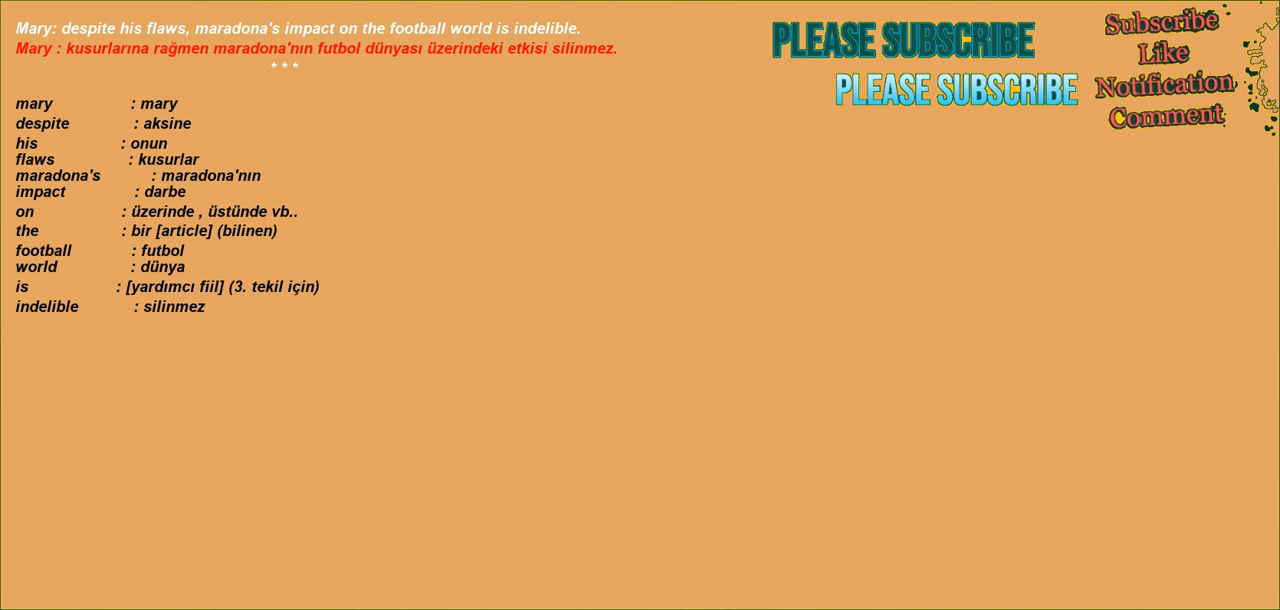 Mary: despite his flaws, maradona's impact on the football world is indelible.
Mary : kusurlarına rağmen maradona'nın futbol dünyası üzerindeki etkisi silinmez.
* * *
mary : mary
despite : aksine
his : onun
flaws : kusurlar
maradona's : maradona'nın
impact : darbe
on : üzerinde , üstünde vb..
the : bir [article] (bilinen)
football : futbol
world : dünya
is : [yardımcı fiil] (3. tekil için)
indelible : silinmez
PLEASE SUBSCRIBE
PLEASE SUBSCRIBE
Subscribe
Like
Notification
Comment